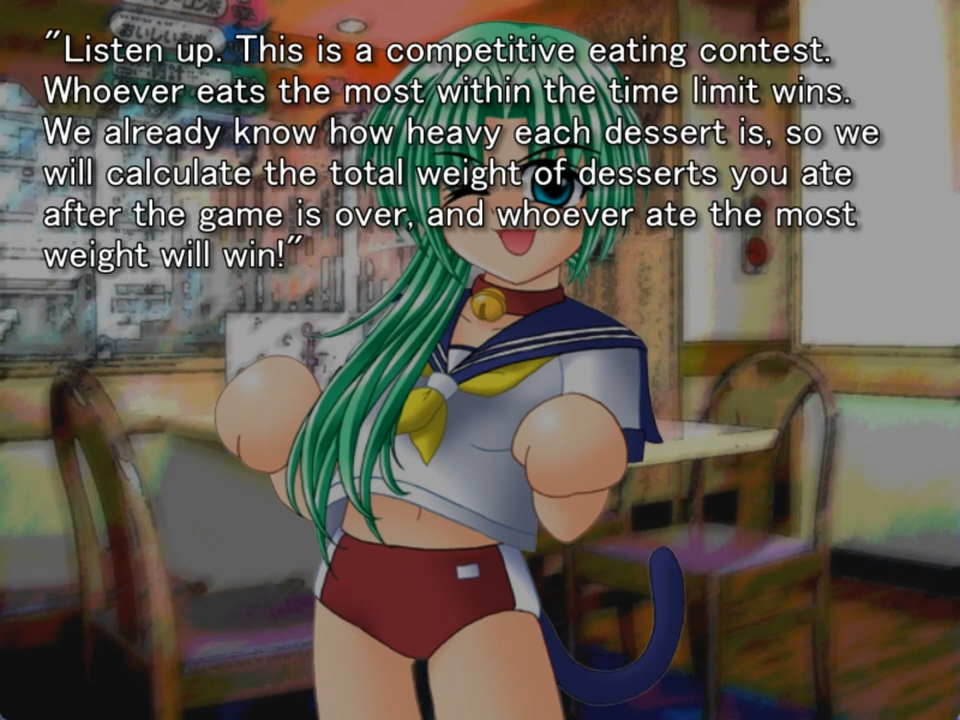 "Listen up. This is a competitive eating contest.
Whoever eats the most within the time limit wins.
We already know how heavy each dessert is, so we
will calculate the total weight of desserts you ate
after the game is over, and whoever ate the most
weight will win!"